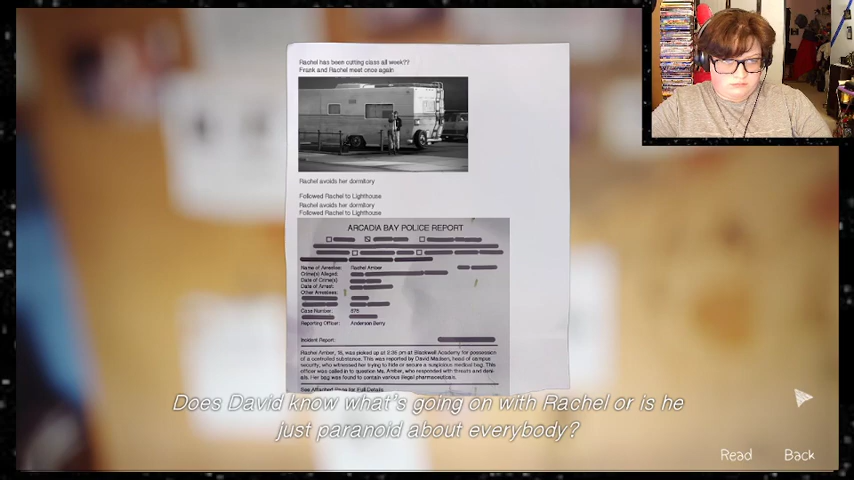 Rachel has been cutting class all week??
Frank and Rachel meet once again
Rachel avoids her dormitory
Followed Rachel to Lighthouse
Rachel avoids her dormitory
Followed Rachel to Lighthouse
ARCADIA BAY POLICE REPORT
Name of Arrestee: Rachel Amber
Crime(s) Alleged:
Date of Crime(s):
Date of Arrest:
Other Arrestees:
Case Number:
Reporting Officer: Anderson Berry
Incident Report:
Rachel Amber, 18, was picked up at 2:35 pm at Blackwell Academy for possession
of a controlled substance. This was reported by David Madsen, head of campus
security, who witnessed her trying to hide or secure a suspicious medical bag. This
officer was called in to question Ms. Amber, who responded with threats and deni-
als. Her bag was found to contain various illegal pharmaceuticals.
See Attached Page for Full Details
Does David know what's going on with Rachel or is he
just paranoid about everybody?
Read Back